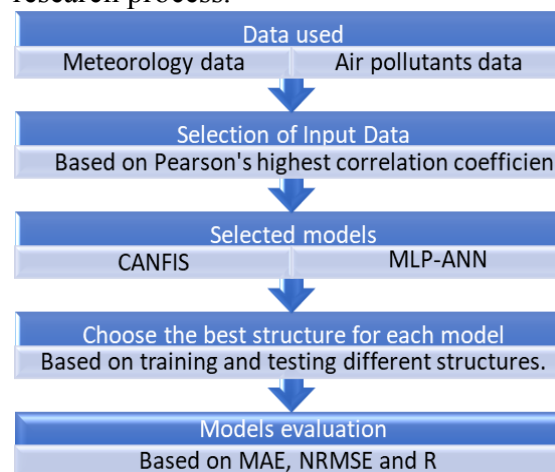 research process.
Data used
Meteorology data Air pollutants data
Selection of Input Data
Based on Pearson's highest correlation coefficien
Selected models
CANFIS MLP-ANN
Choose the best structure for each model
Based on training and testing different structures.
Models evaluation
Based on MAE, NRMSE and R